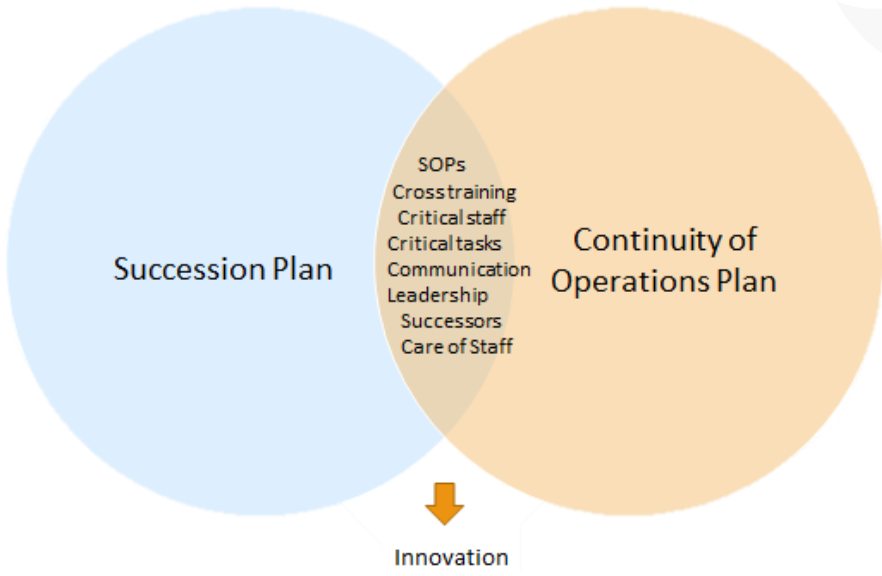 SOPs
Cross training
Critical staff
Critical tasks
Communication
Leadership
Successors
Care of Staff
Succession Plan
Continuity of
Operations Plan
Innovation